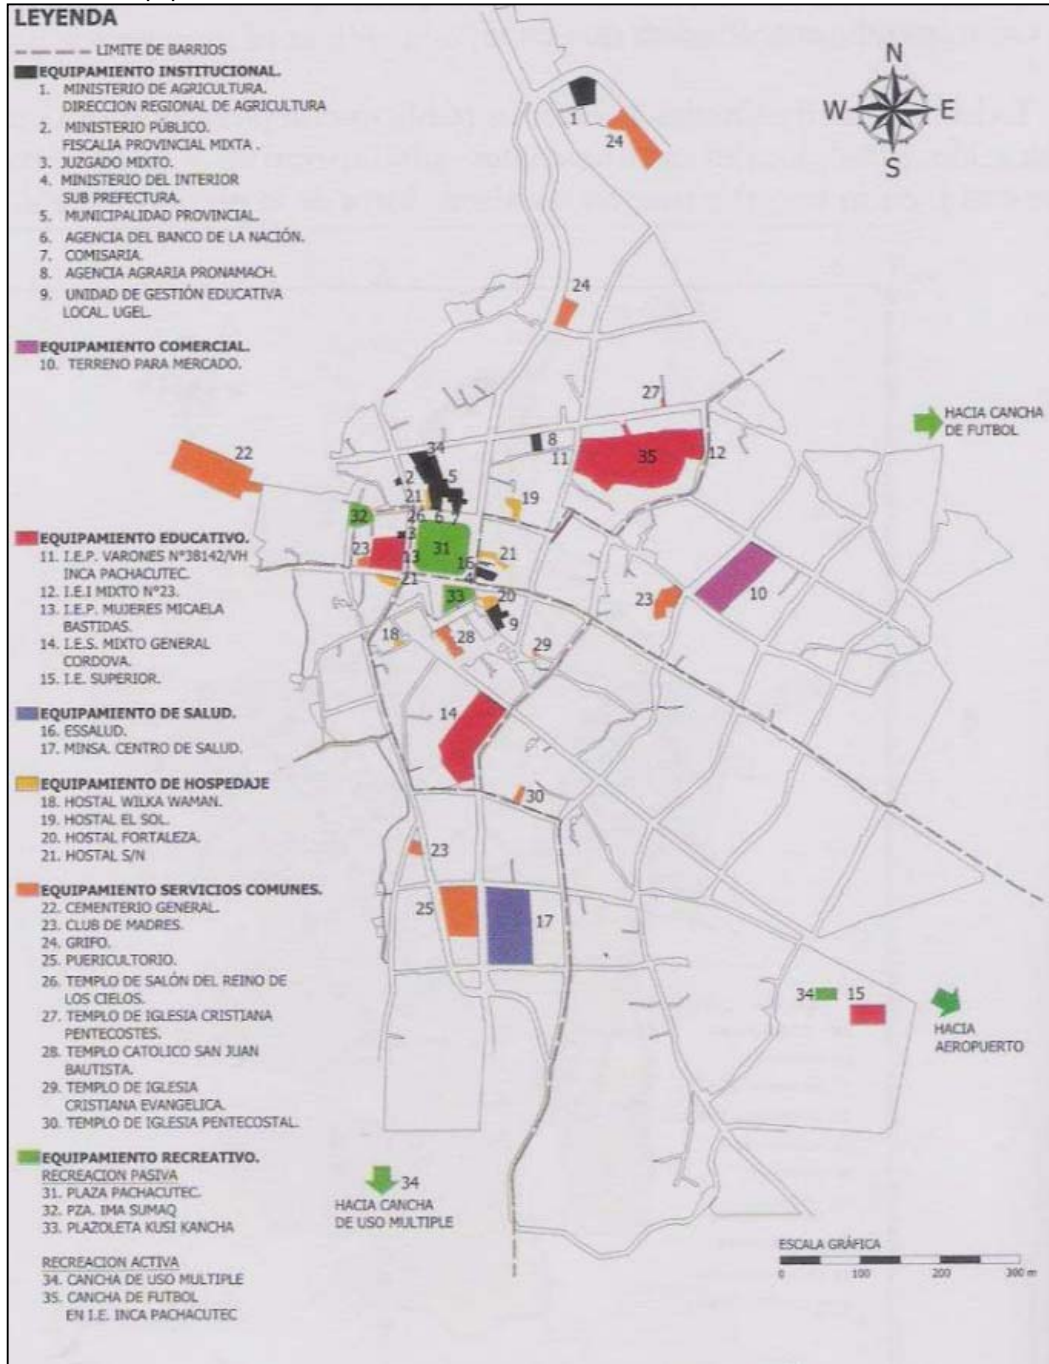 LEYENDA
LIMITE DE BARRIOS
EQUIPAMIENTO INSTITUCIONAL.
1. MINISTERIO DE AGRICULTURA.
DIRECCION REGIONAL DE AGRICULTURA
2. MINISTERIO PÚBLICO.
FISCALIA PROVINCIAL MIXTA .
3. JUZGADO MIXTO.
4. MINISTERIO DEL INTERIOR
SUB PREFECTURA.
5. MUNICIPALIDAD PROVINCIAL.
6. AGENCIA DEL BANCO DE LA NACIÓN.
7. COMISARIA.
8. AGENCIA AGRARIA PRONAMACH.
9. UNIDAD DE GESTIÓN EDUCATIVA
LOCAL. UGEL.
EQUIPAMIENTO COMERCIAL.
10. TERRENO PARA MERCADO.
EQUIPAMIENTO EDUCATIVO.
11. I.E.P. VARONES N°38142/VH
INCA PACHACUTEC.
12. I.E.I MIXTO N°23.
13. I.E.P. MUJERES MICAELA
BASTIDAS.
14. I.E.S. MIXTO GENERAL
CORDOVA.
15. I.E. SUPERIOR.
EQUIPAMIENTO DE SALUD.
16. ESSALUD.
17. MINSA. CENTRO DE SALUD.
EQUIPAMIENTO DE HOSPEDAJE
18. HOSTAL WILKA WAMAN.
19. HOSTAL EL SOL.
20. HOSTAL FORTALEZA.
21. HOSTAL S/N
EQUIPAMIENTO SERVICIOS COMUNES.
22. CEMENTERIO GENERAL.
23. CLUB DE MADRES.
24. GRIFO.
25. PUERICULTORIO.
26. TEMPLO DE SALÓN DEL REINO DE
LOS CIELOS.
27. TEMPLO DE IGLESIA CRISTIANA
PENTECOSTES.
28. TEMPLO CATOLICO SAN JUAN
BAUTISTA.
29. TEMPLO DE IGLESIA
CRISTIANA EVANGELICA.
30. TEMPLO DE IGLESIA PENTECOSTAL.
EQUIPAMIENTO RECREATIVO.
RECREACION PASIVA
31. PLAZA PACHACUTEC.
32. PZA. IMA SUMAQ
33. PLAZOLETA KUSI KANCHA
RECREACION ACTIVA
34. CANCHA DE USO MULTIPLE
35. CANCHA DE FUTBOL
EN I.E. INCA PACHACUTEC
N
W E
S
1
24
24
27
HACIA CANCHA
DE FUTBOL
34
8
22
11
35
12
2
5
21
19
32
26 6 7
3
31
23
13
16
21
21
4
10
33
20
23
18
28
9
29
14
30
23
25
17
34 15
HACIA
AEROPUERTO
34
HACIA CANCHA
DE USO MULTIPLE
ESCALA GRÁFICA
0 100 200 300 m